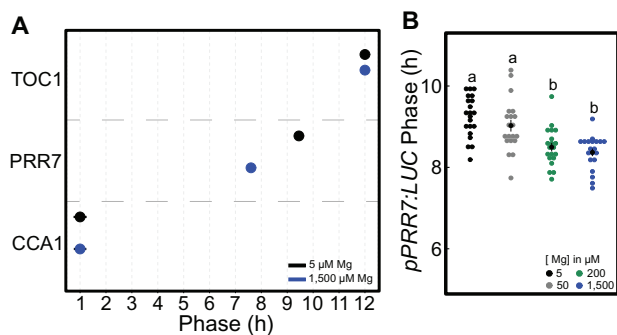 A
TOC1
PRR7
CCA1
5 µM Mg
1,500 µM Mg
1 2 3 4 5 6 7 8 9 10 11 12
Phase (h)
B
pPRR7:LUC Phase (h)
10
8
6
a a b b
[ Mg] in µM
5 200
50 1,500